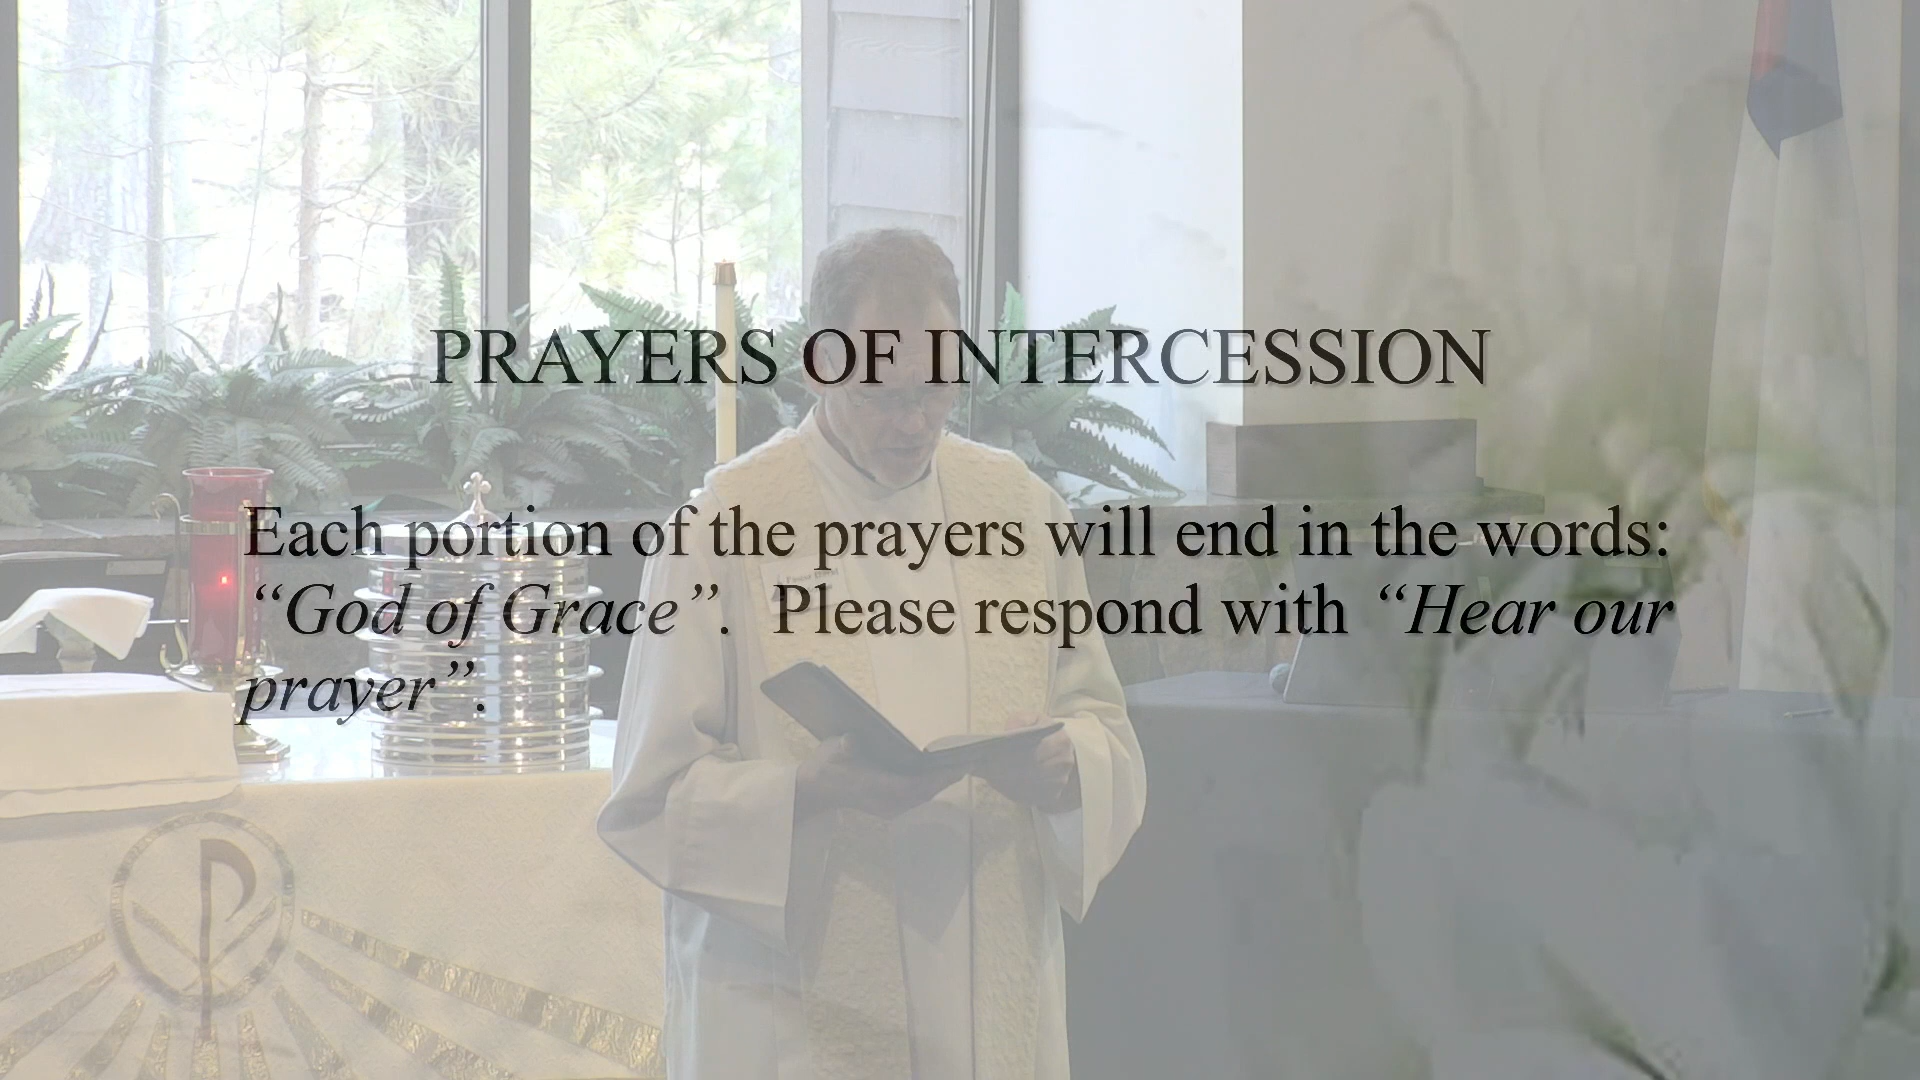 PRAYERS OF INTERCESSION
Each portion of the prayers will end in the words:
“God of Grace”.  Please respond with “Hear our
prayer”.